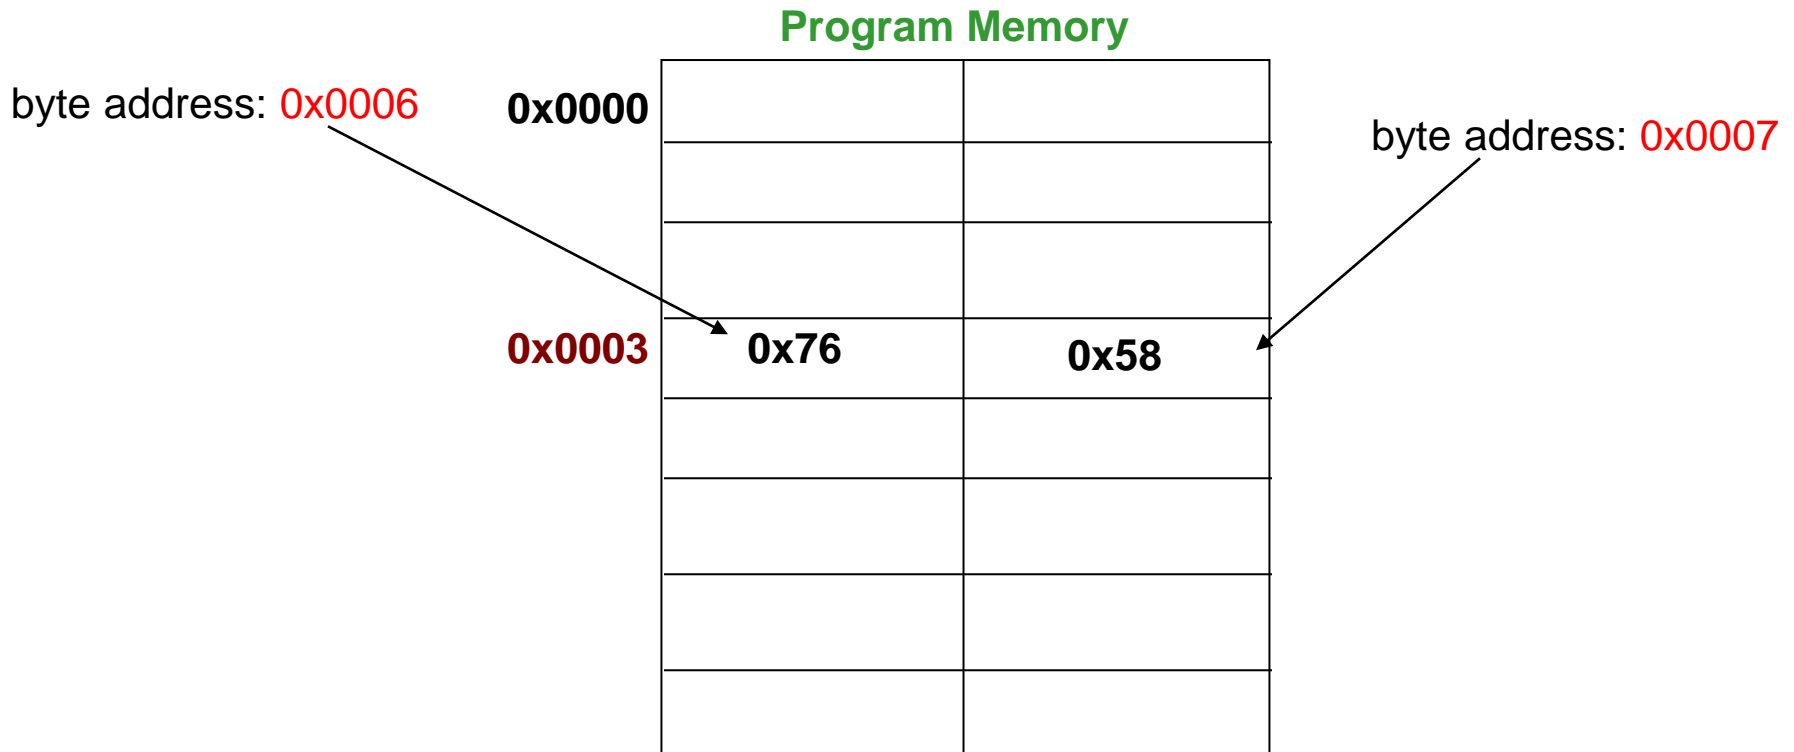 Program Memory
byte address: 0x0006
0x0000
byte address: 0x0007
0x0003
0x76
0x58